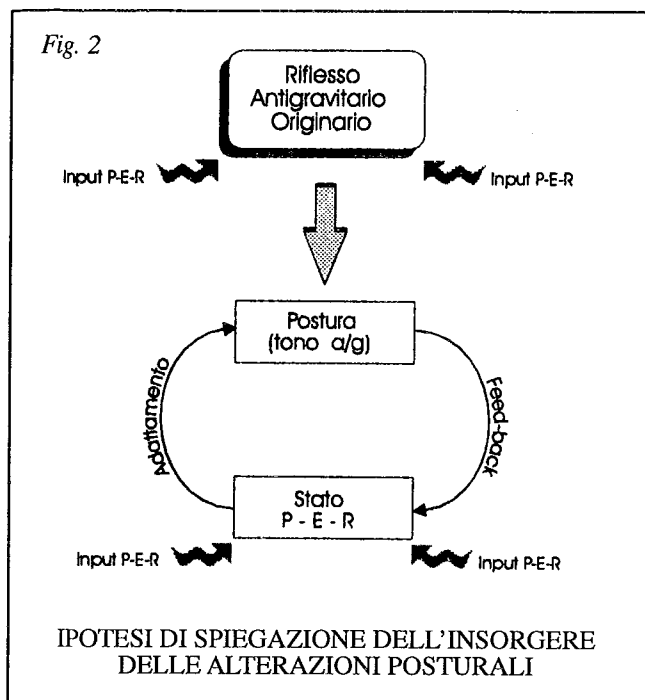 Fig. 2
Riflesso
Antigravitario
Originario
Input P-E-R
Input P-E-R
Postura
(tono a/g)
Adattamento
Feed-back
Stato
P - E - R
Input P-E-R
Input P-E-R
IPOTESI DI SPIEGAZIONE DELL'INSORGERE
DELLE ALTERAZIONI POSTURALI